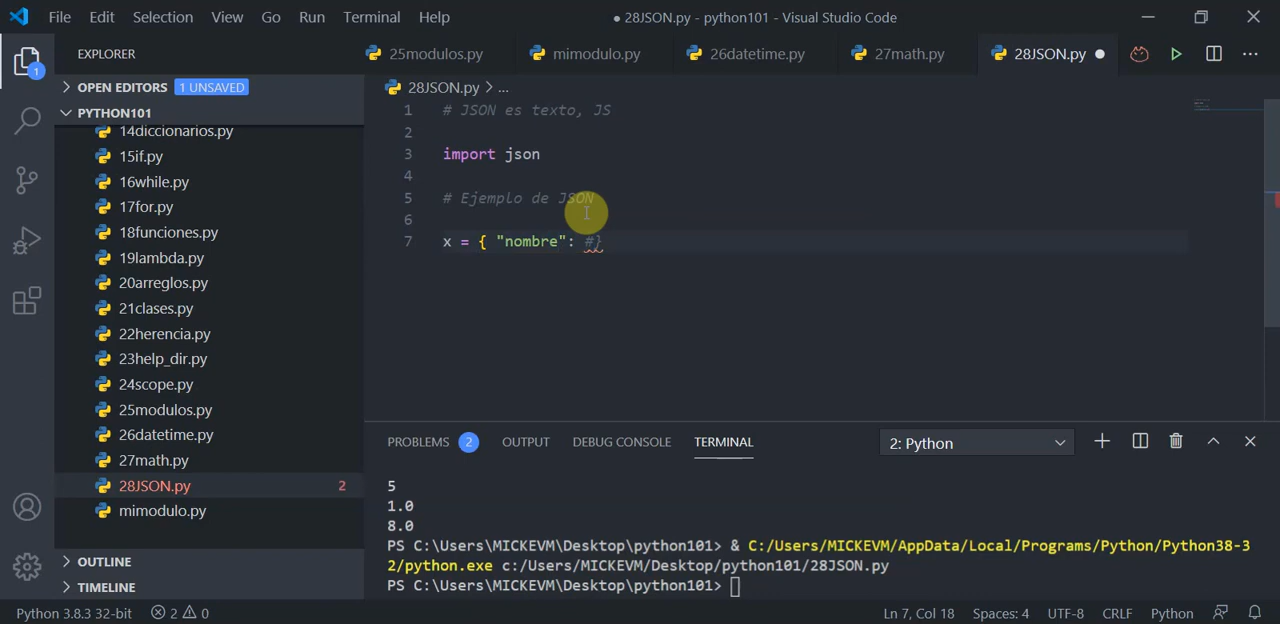 File Edit Selection View Go Run Terminal Help
● 28JSON.py - python101 - Visual Studio Code
EXPLORER
25modulos.py mimodulo.py 26datetime.py 27math.py 28JSON.py
1
OPEN EDITORS 1 UNSAVED
PYTHON101
14diccionarios.py
15if.py
16while.py
17for.py
18funciones.py
19lambda.py
20arreglos.py
21clases.py
22herencia.py
23help_dir.py
24scope.py
25modulos.py
26datetime.py
27math.py
28JSON.py 2
mimodulo.py
OUTLINE
TIMELINE
28JSON.py > ...
1 # JSON es texto, JS
2
3 import json
4
5 # Ejemplo de JSON
6
7 x = { "nombre": #}
PROBLEMS 2 OUTPUT DEBUG CONSOLE TERMINAL 2: Python
5
1.0
8.0
PS C:\Users\MICKEVM\Desktop\python101> & C:/Users/MICKEVM/AppData/Local/Programs/Python/Python38-3
2/python.exe c:/Users/MICKEVM/Desktop/python101/28JSON.py
PS C:\Users\MICKEVM\Desktop\python101>
Python 3.8.3 32-bit 2 0 Ln 7, Col 18 Spaces: 4 UTF-8 CRLF Python